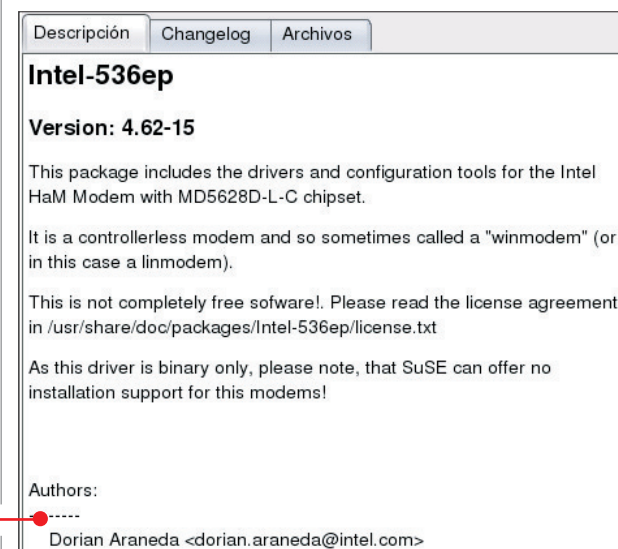 Descripción Changelog Archivos
Intel-536ep
Version: 4.62-15
This package includes the drivers and configuration tools for the Intel
HaM Modem with MD5628D-L-C chipset.
It is a controllerless modem and so sometimes called a "winmodem" (or
in this case a linmodem).
This is not completely free sofware!. Please read the license agreement
in /usr/share/doc/packages/Intel-536ep/license.txt
As this driver is binary only, please note, that SuSE can offer no
installation support for this modems!
Authors:
--------
Dorian Araneda <dorian.araneda@intel.com>